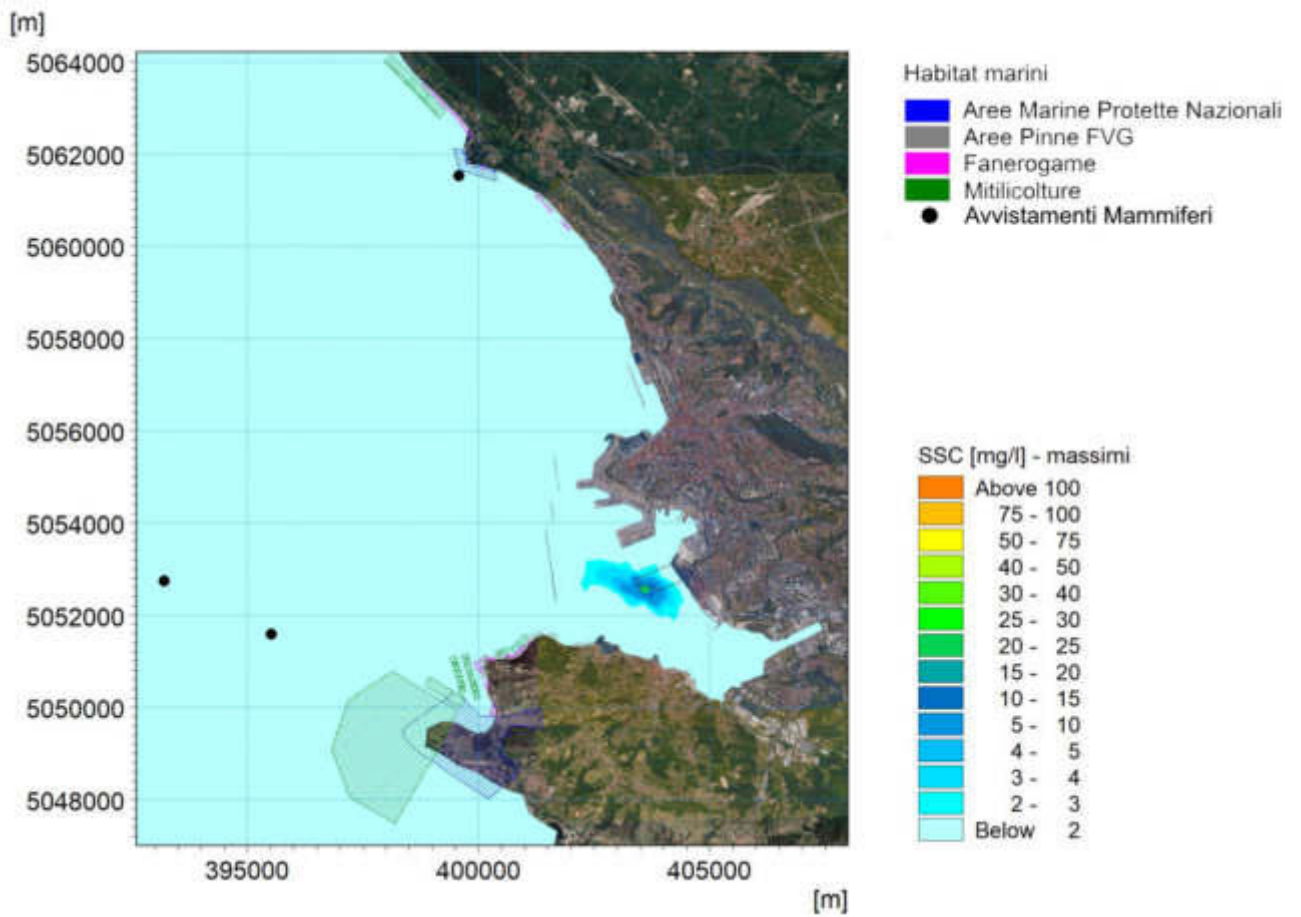 [m]
5064000
5062000
5060000
5058000
5056000
5054000
5052000
5050000
5048000
395000
400000
405000
[m]
Habitat marini
Aree Marine Protette Nazionali
Aree Pinne FVG
Fanerogame
Mitilicolture
Avvistamenti Mammiferi
SSC [mg/l] - massimi
Above 100
75 - 100
50 - 75
40 - 50
30 - 40
25 - 30
20 - 25
15 - 20
10 - 15
5 - 10
4 - 5
3 - 4
2 - 3
Below 2